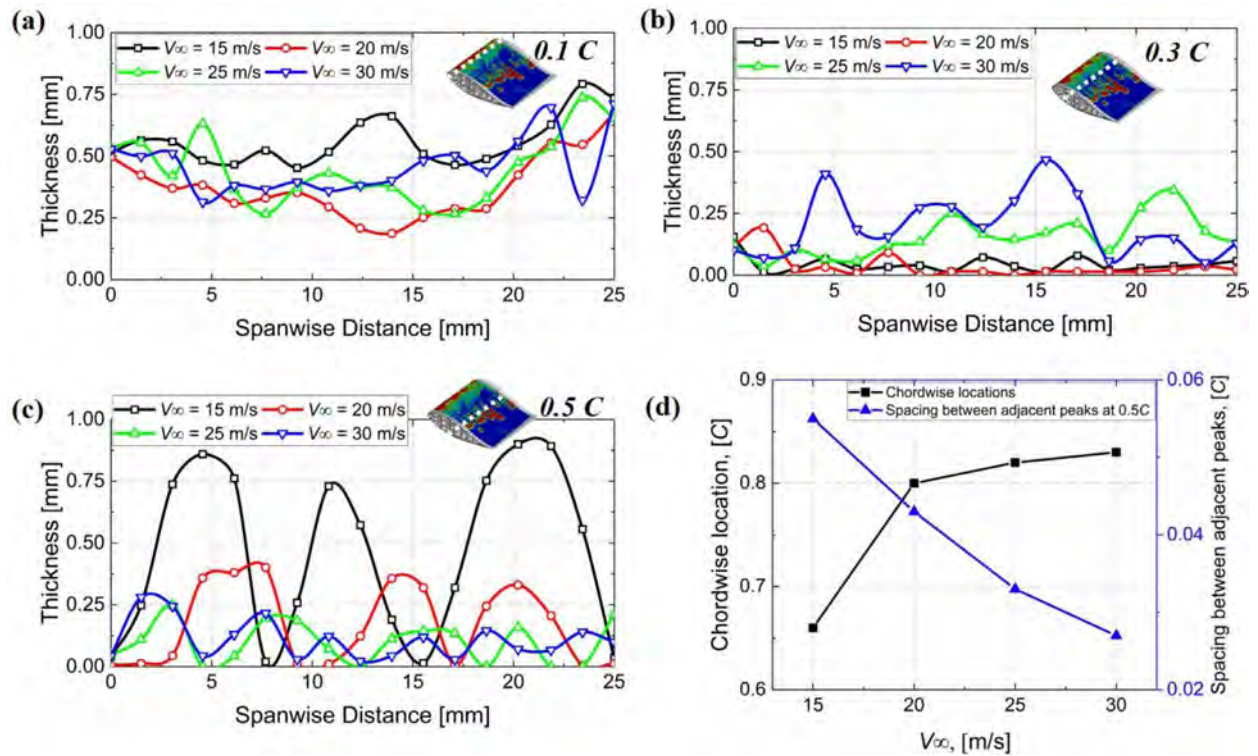 (a)
1.00
0.75
0.50
0.25
0.00
Thickness [mm]
V∞ = 15 m/s
V∞ = 20 m/s
V∞ = 25 m/s
V∞ = 30 m/s
0.1 C
0
5
10
15
20
25
Spanwise Distance [mm]
(b)
1.00
0.75
0.50
0.25
0.00
Thickness [mm]
V∞ = 15 m/s
V∞ = 20 m/s
V∞ = 25 m/s
V∞ = 30 m/s
0.3 C
0
5
10
15
20
25
Spanwise Distance [mm]
(c)
1.00
0.75
0.50
0.25
0.00
Thickness [mm]
V∞ = 15 m/s
V∞ = 20 m/s
V∞ = 25 m/s
V∞ = 30 m/s
0.5 C
0
5
10
15
20
25
Spanwise Distance [mm]
(d)
0.9
0.8
0.7
0.6
Chordwise location, [C]
Chordwise locations
Spacing between adjacent peaks at 0.5C
0.06
0.04
0.02
Spacing between adjacent peaks, [C]
15
20
25
30
V∞, [m/s]